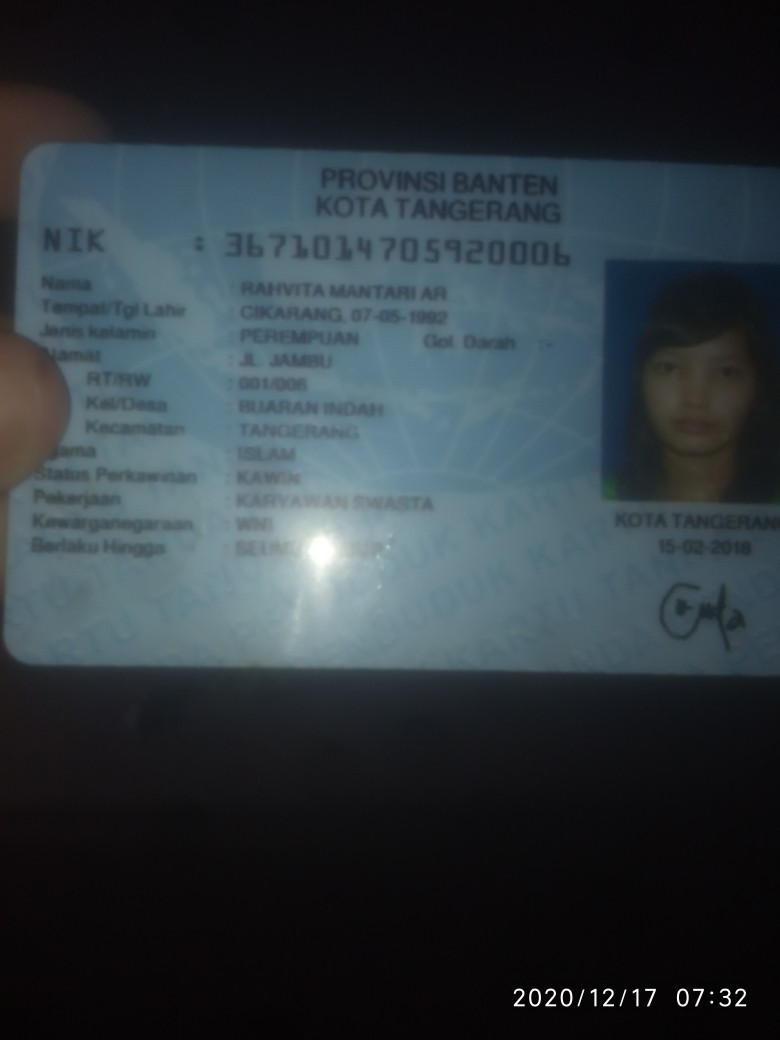 PROVINSI BANTEN
KOTA TANGERANG
NIK : 3671014705920006
Nama : RAHVITA MANTARI AR
Tempat/Tgl Lahir : CIKARANG, 07-05-1992
Jenis kelamin : PEREMPUAN Gol. Darah : -
Alamat : JL. JAMBU
RT/RW : 001/006
Kel/Desa : BUARAN INDAH
Kecamatan : TANGERANG
Agama : ISLAM
Status Perkawinan : KAWIN
Pekerjaan : KARYAWAN SWASTA
Kewarganegaraan : WNI
Berlaku Hingga :
KOTA TANGERANG
15-02-2018
2020/12/17 07:32